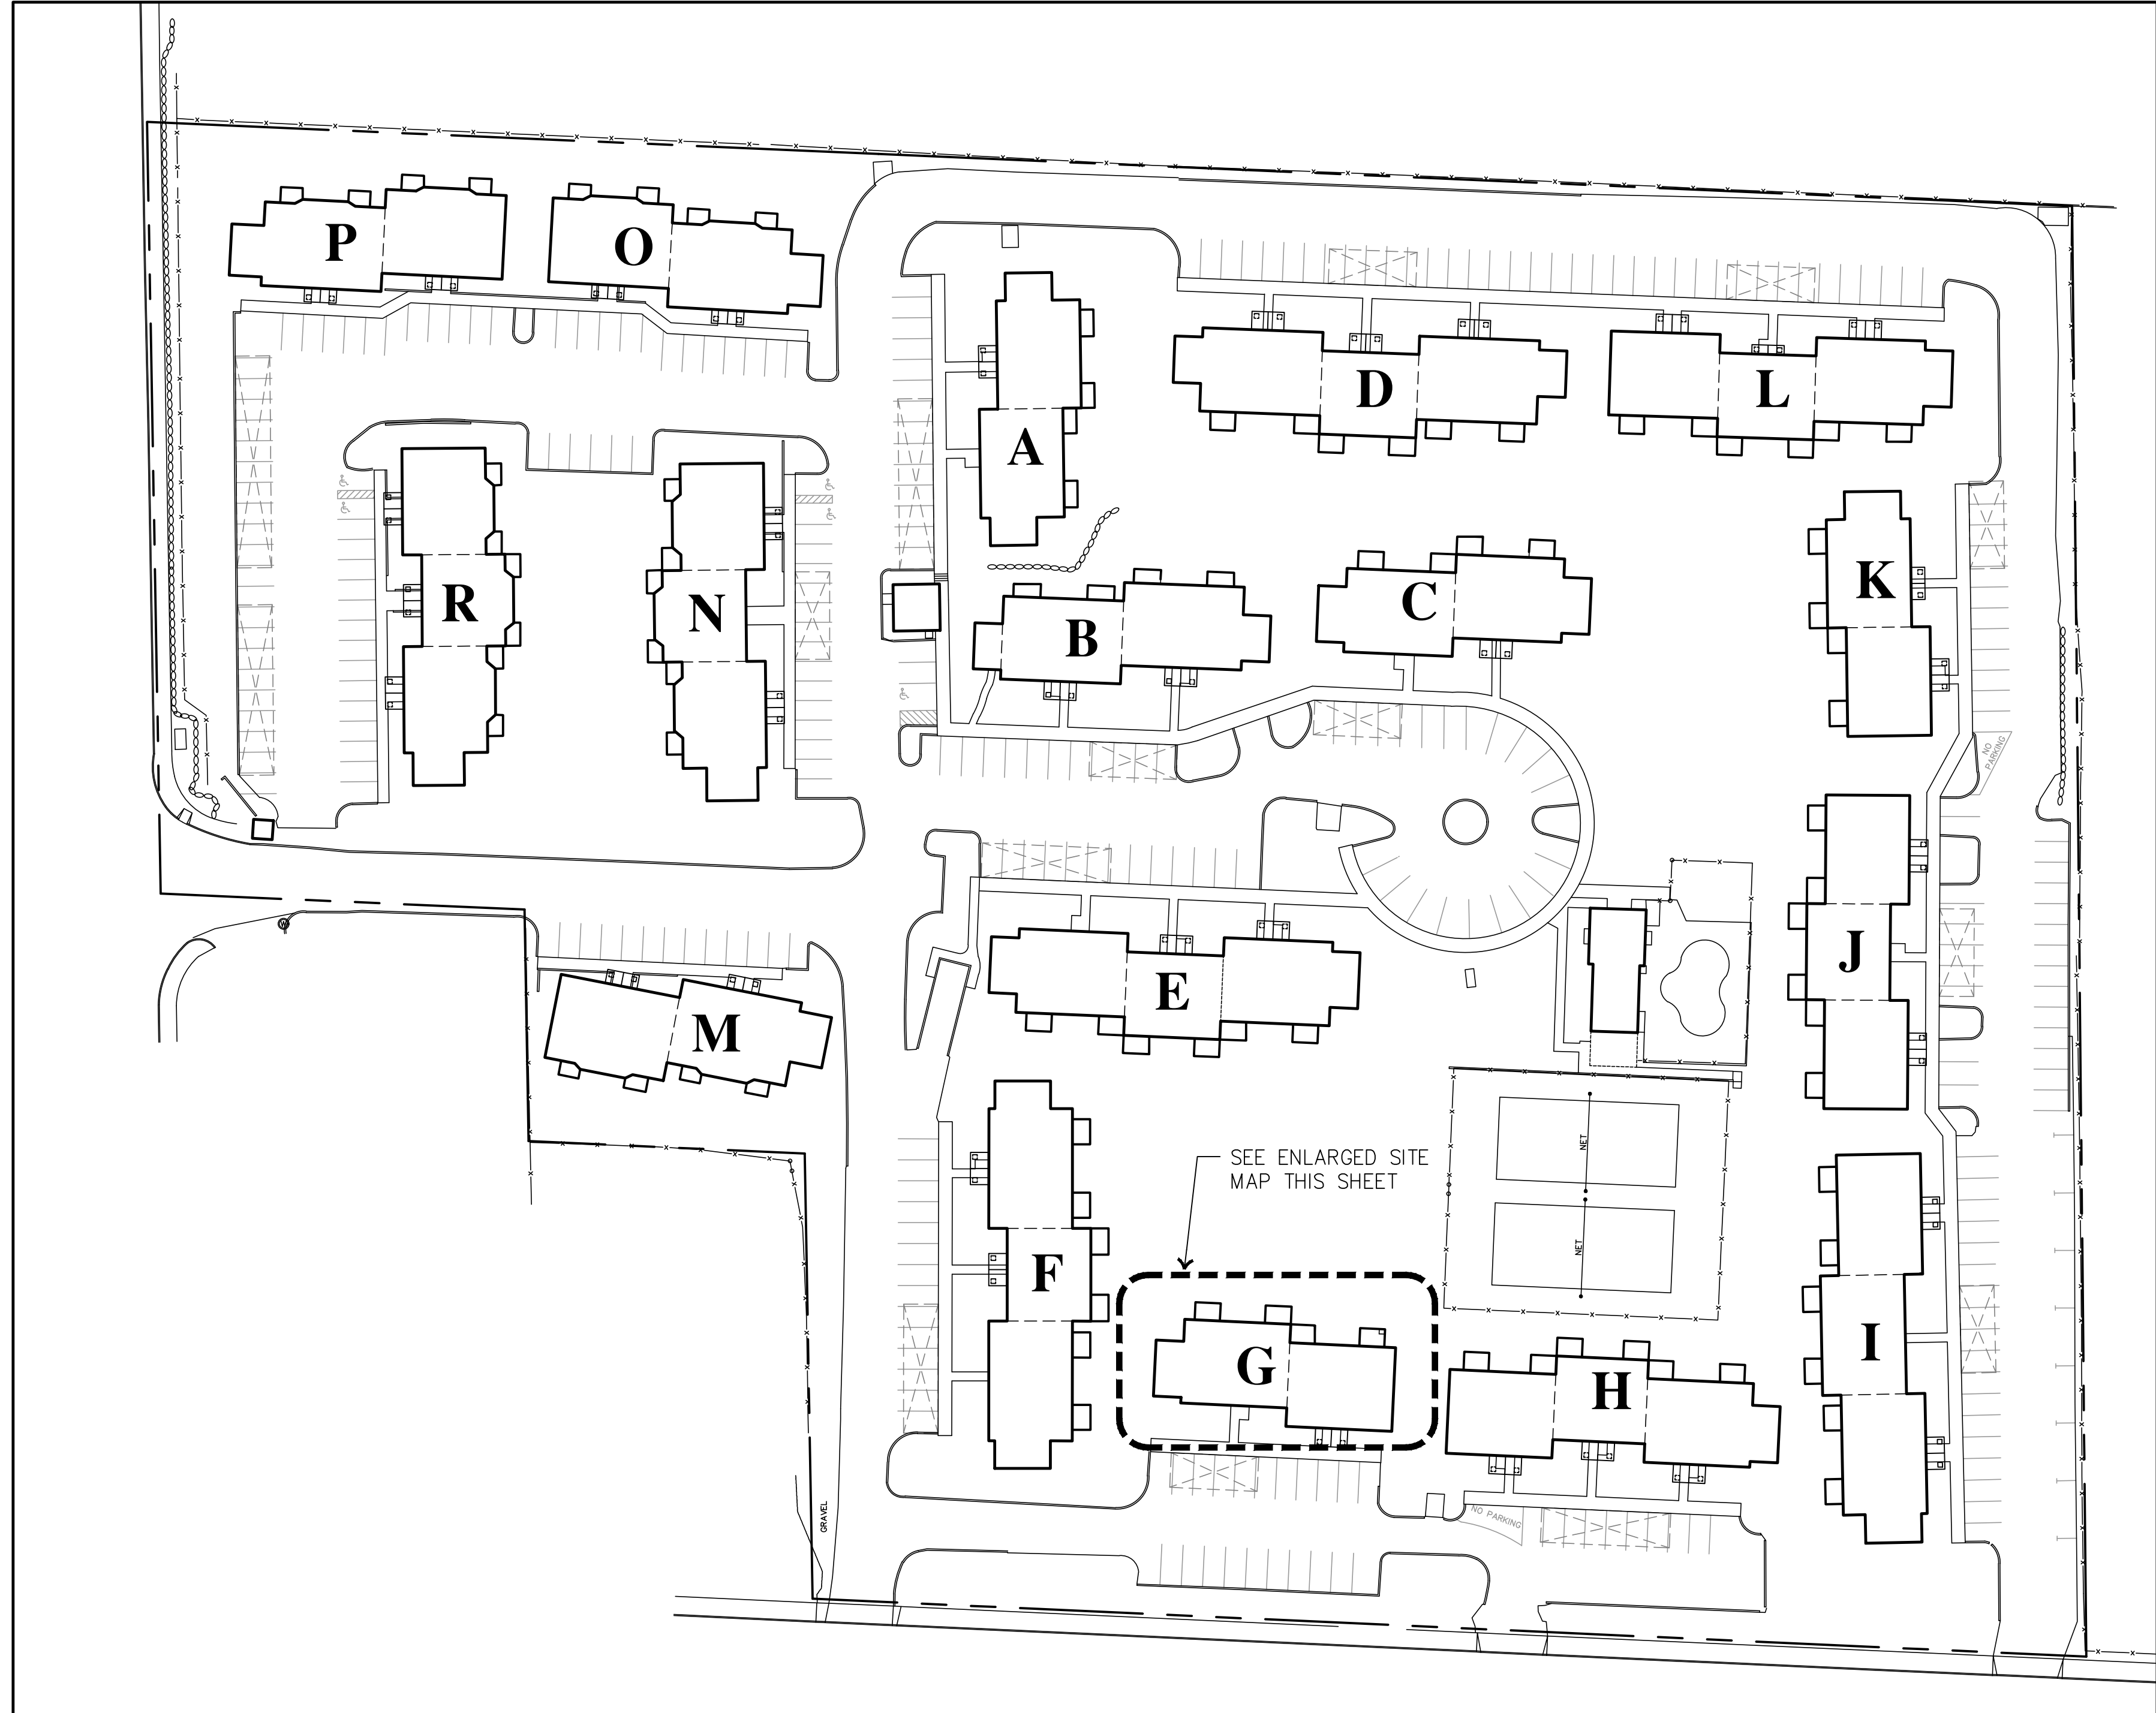 P
O
D
L
A
R
N
B
C
K
NO
PARKING
E
J
M
NET
SEE ENLARGED SITE
MAP THIS SHEET
NET
F
G
H
I
GRAVEL
NO PARKING